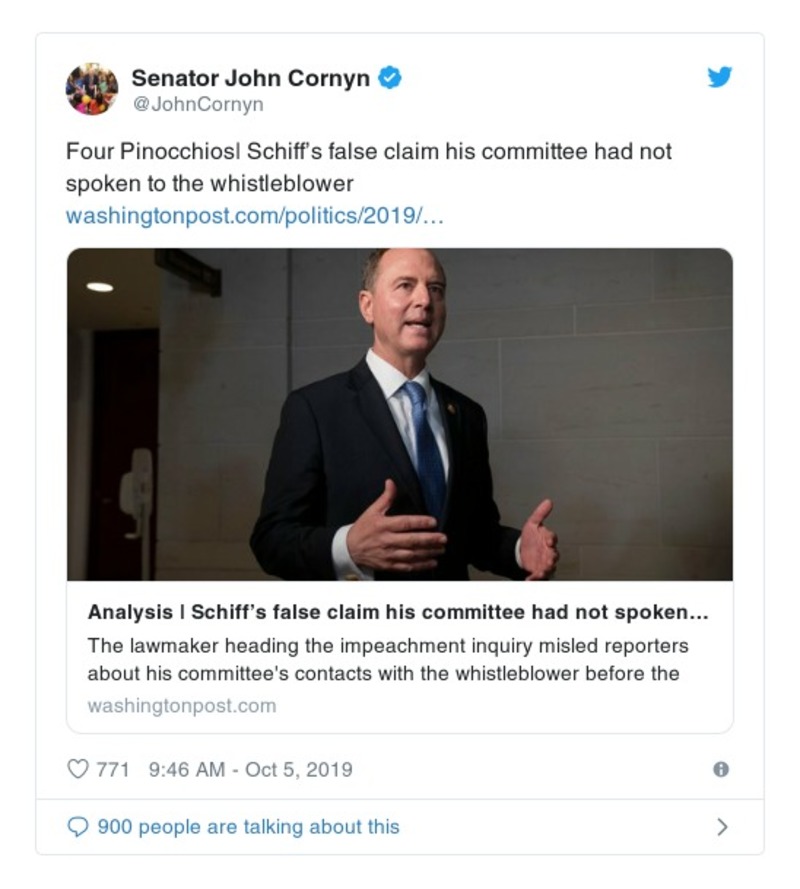 Senator John Cornyn
@JohnCornyn
Four Pinocchios| Schiff's false claim his committee had not
spoken to the whistleblower
washingtonpost.com/politics/2019/…
Analysis | Schiff's false claim his committee had not spoken...
The lawmaker heading the impeachment inquiry misled reporters
about his committee's contacts with the whistleblower before the
washingtonpost.com
771 9:46 AM - Oct 5, 2019
900 people are talking about this